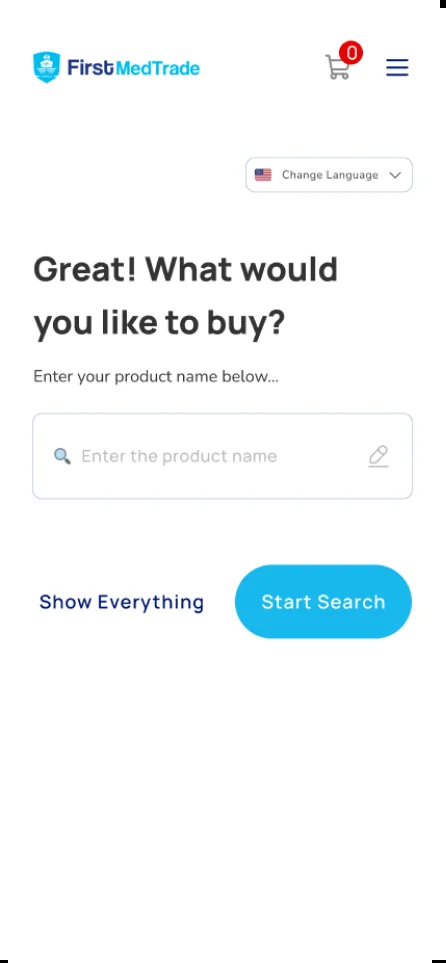 FirstMedTrade
0
Change Language
Great! What would
you like to buy?
Enter your product name below...
Enter the product name
Show Everything
Start Search